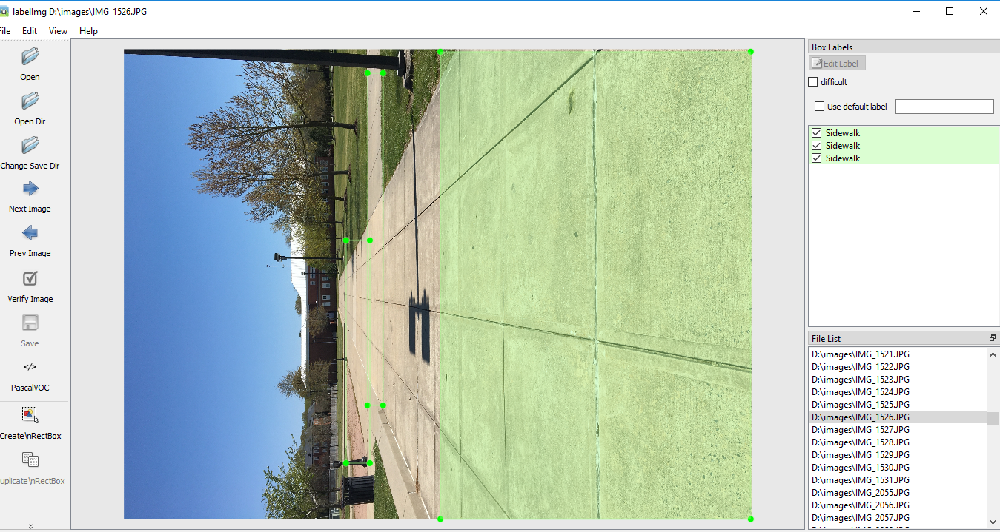 labelImg D:\images\IMG_1526.JPG
File Edit View Help
Open
Open Dir
Change Save Dir
Next Image
Prev Image
Verify Image
Save
</>
PascalVOC
Create\nRectBox
uplicate\nRectBox
Box Labels
Edit Label
difficult
Use default label
Sidewalk
Sidewalk
Sidewalk
File List
D:\images\IMG_1521.JPG
D:\images\IMG_1522.JPG
D:\images\IMG_1523.JPG
D:\images\IMG_1524.JPG
D:\images\IMG_1525.JPG
D:\images\IMG_1526.JPG
D:\images\IMG_1527.JPG
D:\images\IMG_1528.JPG
D:\images\IMG_1529.JPG
D:\images\IMG_1530.JPG
D:\images\IMG_1531.JPG
D:\images\IMG_2055.JPG
D:\images\IMG_2056.JPG
D:\images\IMG_2057.JPG